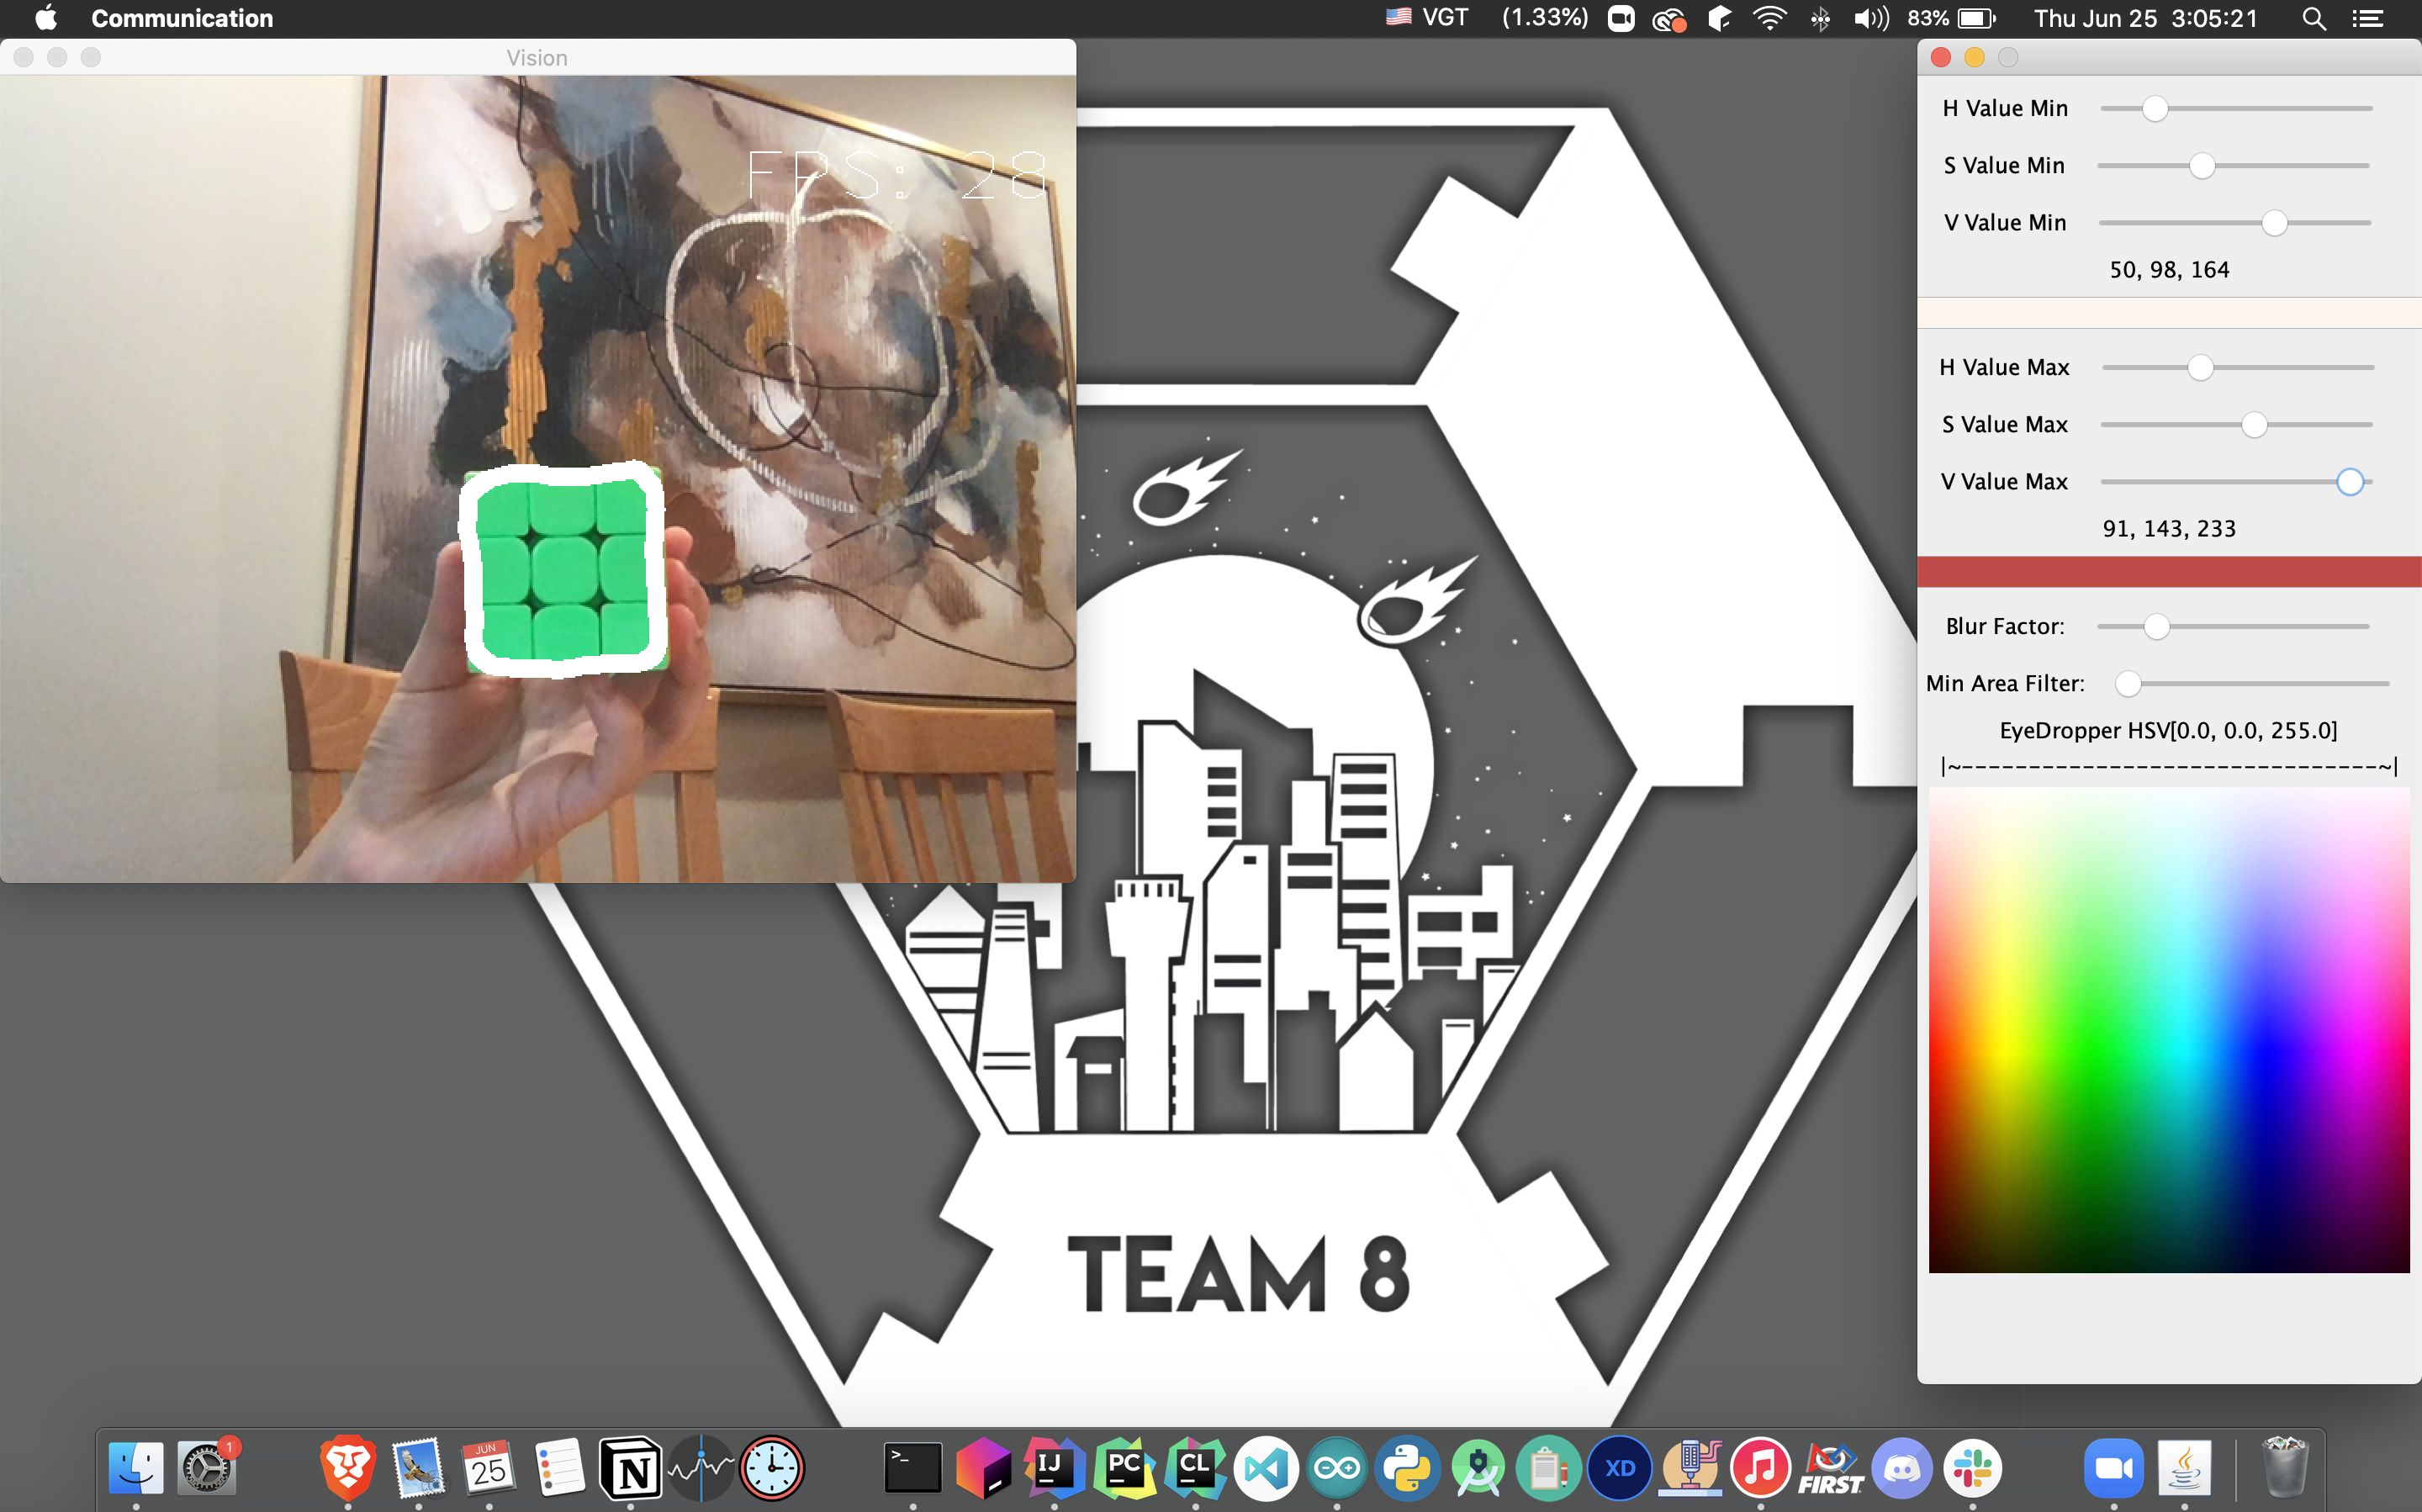 Communication
VGT (1.33%) 83% Thu Jun 25 3:05:21
Vision
FPS: 28
H Value Min
S Value Min
V Value Min
50, 98, 164
H Value Max
S Value Max
V Value Max
91, 143, 233
Blur Factor:
Min Area Filter:
EyeDropper HSV[0.0, 0.0, 255.0]
|~--------------------------------~|
TEAM 8
1
JUN
25
N
>_
IJ
PC
CL
XD
FIRST